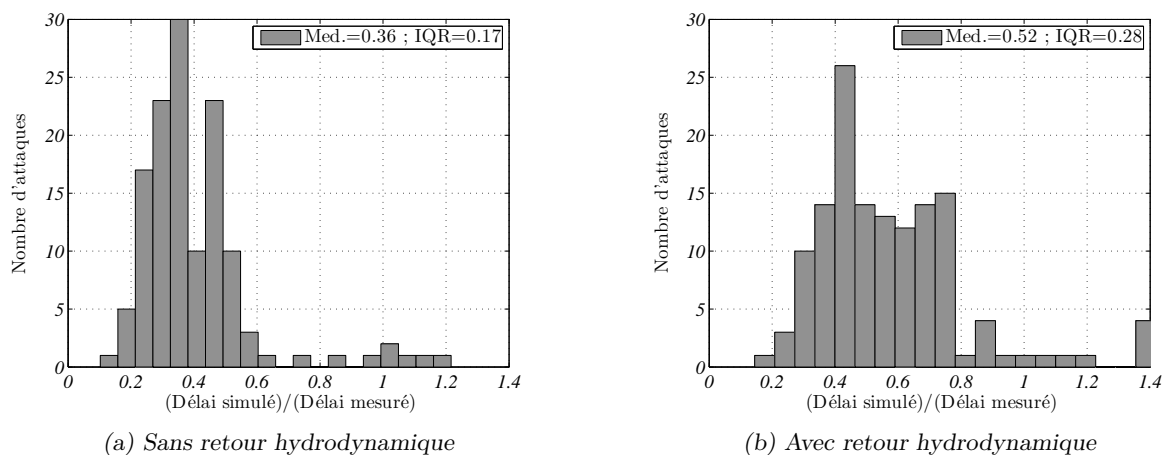 30
25
20
15
10
5
0
Nombre d'attaques
Med.=0.36 ; IQR=0.17
0 0.2 0.4 0.6 0.8 1 1.2 1.4
(Délai simulé)/(Délai mesuré)
(a) Sans retour hydrodynamique
30
25
20
15
10
5
0
Nombre d'attaques
Med.=0.52 ; IQR=0.28
0 0.2 0.4 0.6 0.8 1 1.2 1.4
(Délai simulé)/(Délai mesuré)
(b) Avec retour hydrodynamique